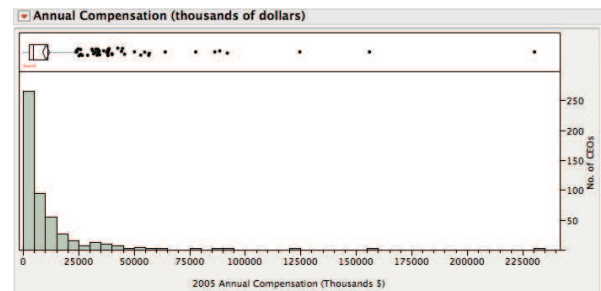 Annual Compensation (thousands of dollars)
250
200
150
100
50
No. of CEOs
0 25000 50000 75000 100000 125000 150000 175000 200000 225000
2005 Annual Compensation (Thousands $)